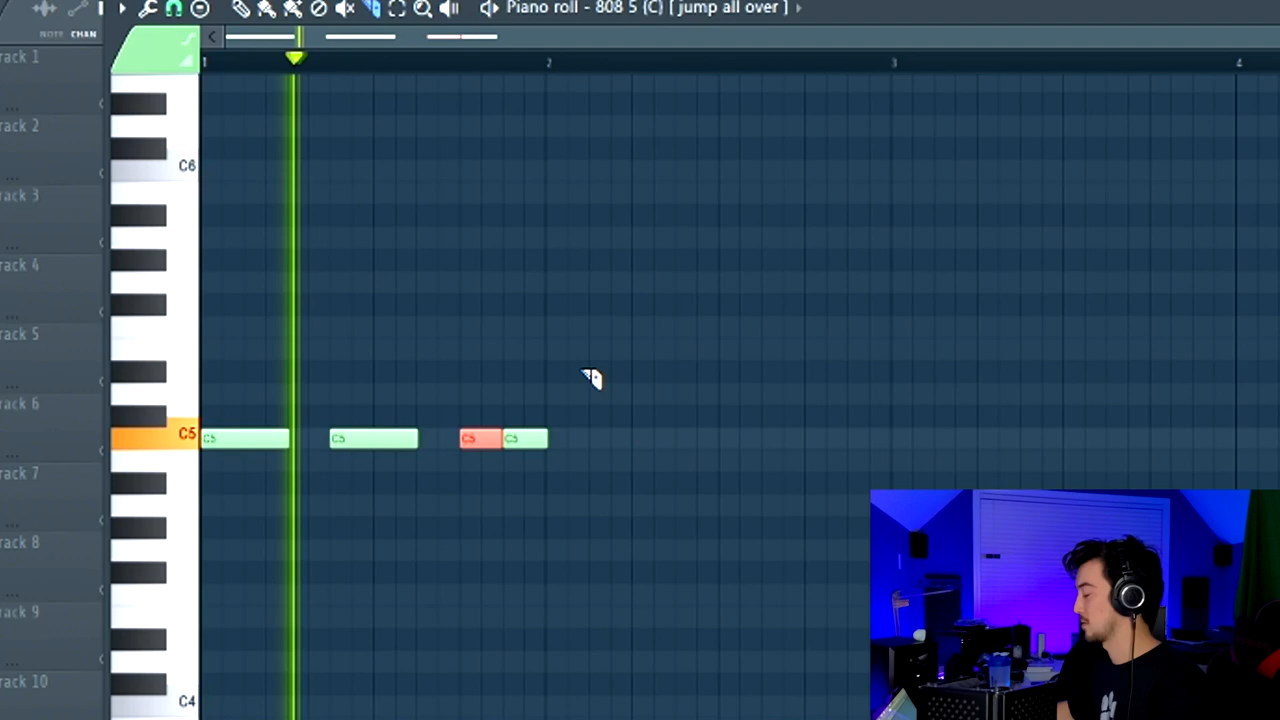 Piano roll - 808 5 (C) [ jump all over ]
NOTE CHAN
1 2 3 4
rack 1
...
rack 2
...
C6
rack 3
...
rack 4
...
rack 5
...
rack 6
C5
C5 C5 C5 C5
...
rack 7
...
rack 8
...
rack 9
...
rack 10
C4
...